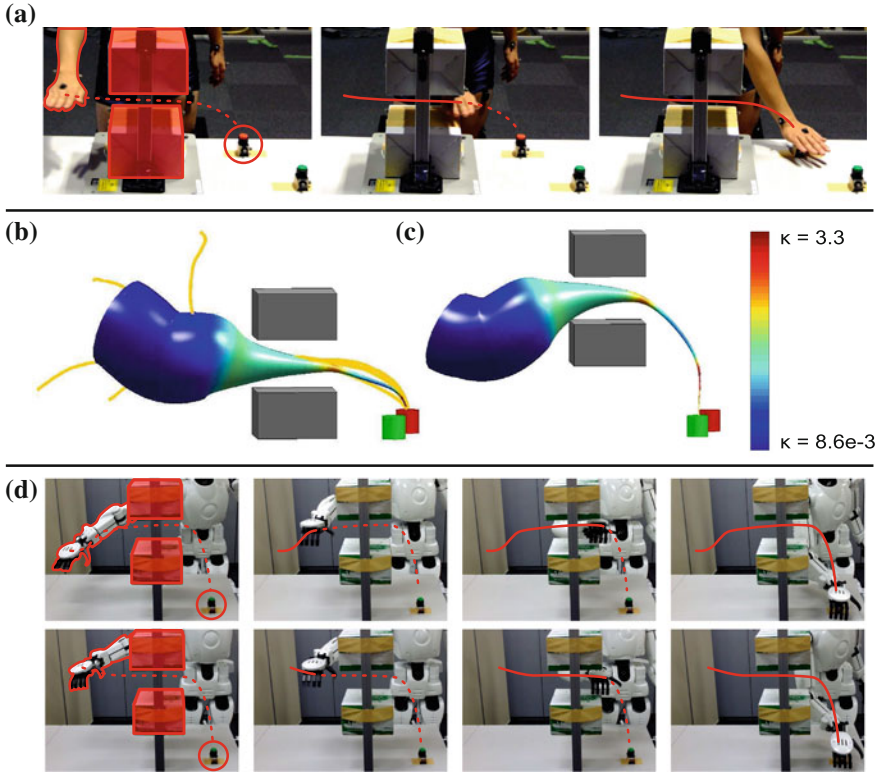 (a)
(b)
(c)
κ = 3.3
κ = 8.6e-3
(d)